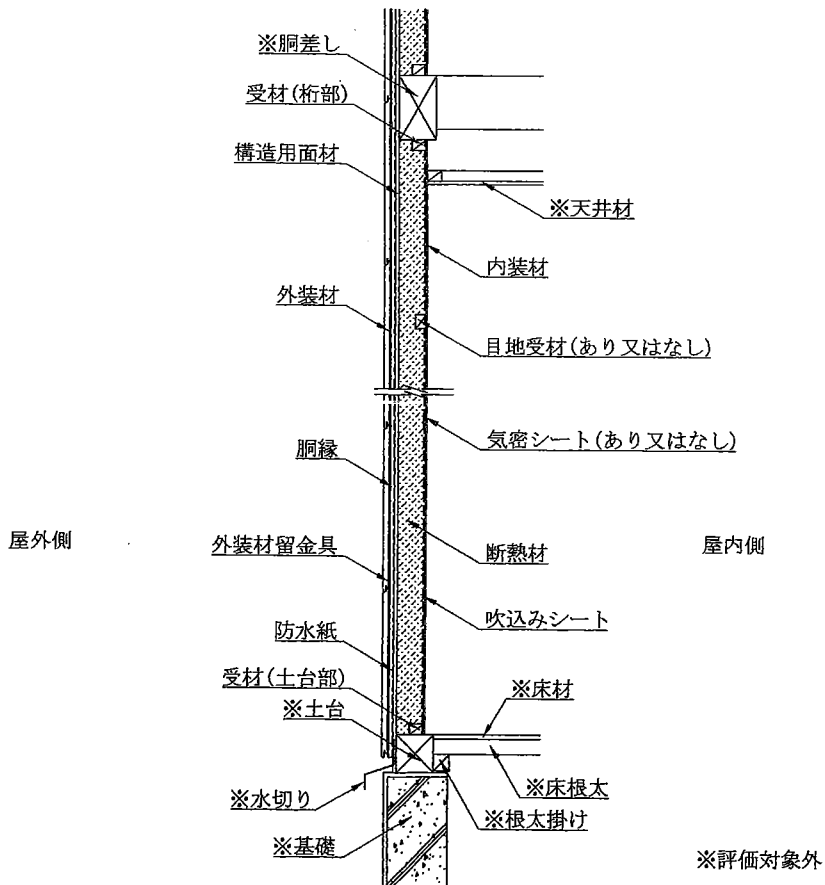 ※胴差し
受材(桁部)
構造用面材
※天井材
内装材
外装材
目地受材(あり又はなし)
気密シート(あり又はなし)
胴縁
屋外側
外装材留金具
断熱材
屋内側
吹込みシート
防水紙
受材(土台部)
※床材
※土台
※床根太
※水切り
※根太掛け
※基礎
※評価対象外